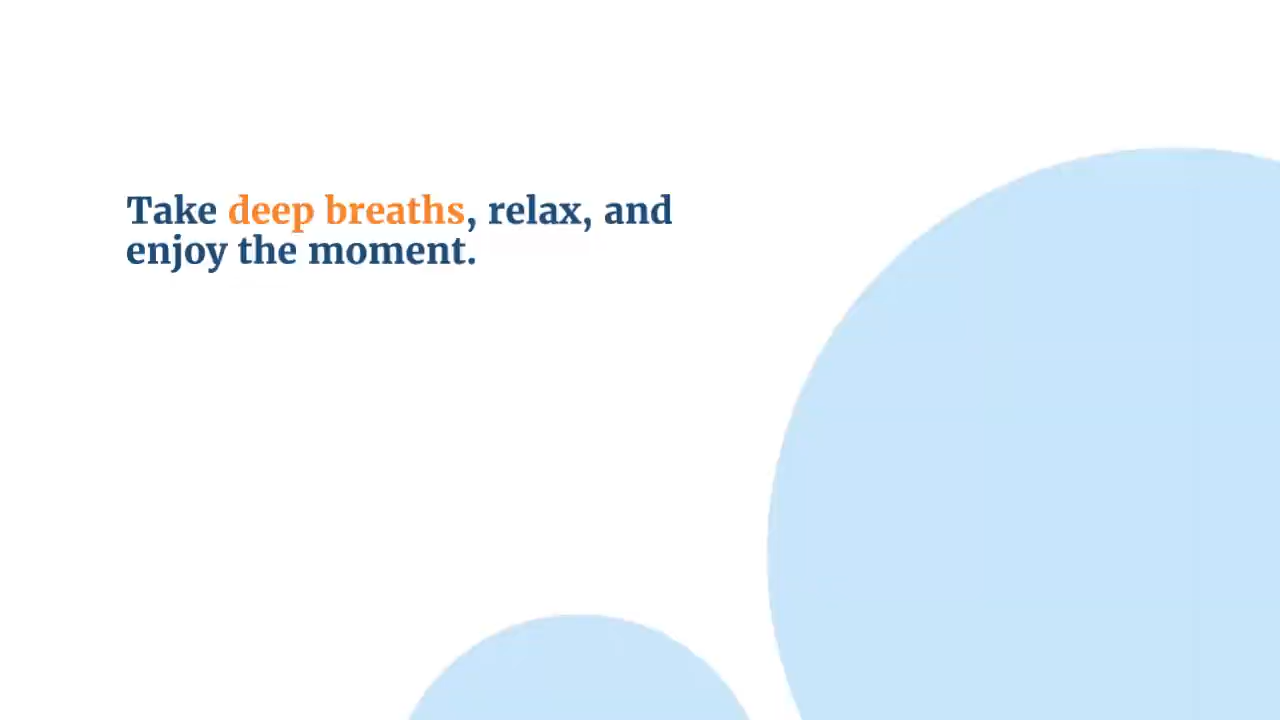 Take deep breaths, relax, and
enjoy the moment.